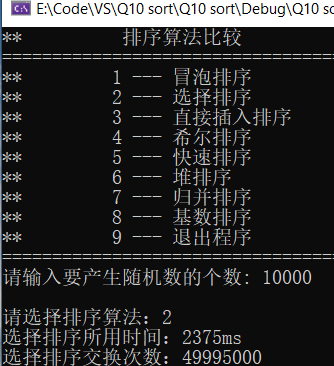 E:\Code\VS\Q10 sort\Q10 sort\Debug\Q10 so
** 排序算法比较
========================================
** 1 --- 冒泡排序
** 2 --- 选择排序
** 3 --- 直接插入排序
** 4 --- 希尔排序
** 5 --- 快速排序
** 6 --- 堆排序
** 7 --- 归并排序
** 8 --- 基数排序
** 9 --- 退出程序
========================================
请输入要产生随机数的个数: 10000
请选择排序算法: 2
选择排序所用时间: 2375ms
选择排序交换次数: 49995000